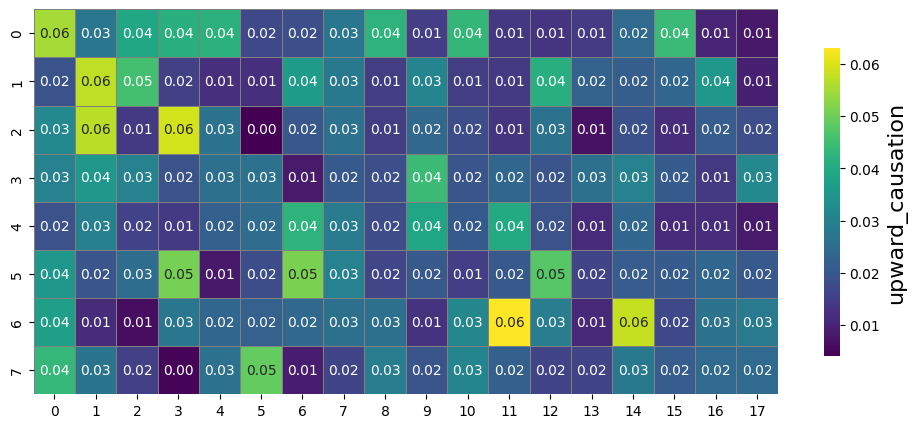 0 0.06 0.03 0.04 0.04 0.04 0.02 0.02 0.03 0.04 0.01 0.04 0.01 0.01 0.01 0.02 0.04 0.01 0.01
1 0.02 0.06 0.05 0.02 0.01 0.01 0.04 0.03 0.01 0.03 0.01 0.01 0.04 0.02 0.02 0.02 0.04 0.01
2 0.03 0.06 0.01 0.06 0.03 0.00 0.02 0.03 0.01 0.02 0.02 0.01 0.03 0.01 0.02 0.01 0.02 0.02
3 0.03 0.04 0.03 0.02 0.03 0.03 0.01 0.02 0.02 0.04 0.02 0.02 0.02 0.03 0.03 0.02 0.01 0.03
4 0.02 0.03 0.02 0.01 0.02 0.02 0.04 0.03 0.02 0.04 0.02 0.04 0.02 0.01 0.02 0.01 0.01 0.01
5 0.04 0.02 0.03 0.05 0.01 0.02 0.05 0.03 0.02 0.02 0.01 0.02 0.05 0.02 0.02 0.02 0.02 0.02
6 0.04 0.01 0.01 0.03 0.02 0.02 0.02 0.03 0.03 0.01 0.03 0.06 0.03 0.01 0.06 0.02 0.03 0.03
7 0.04 0.03 0.02 0.00 0.03 0.05 0.01 0.02 0.03 0.02 0.03 0.02 0.02 0.02 0.03 0.02 0.02 0.02
0 1 2 3 4 5 6 7 8 9 10 11 12 13 14 15 16 17
0.06
0.05
0.04
0.03
0.02
0.01
upward_causation